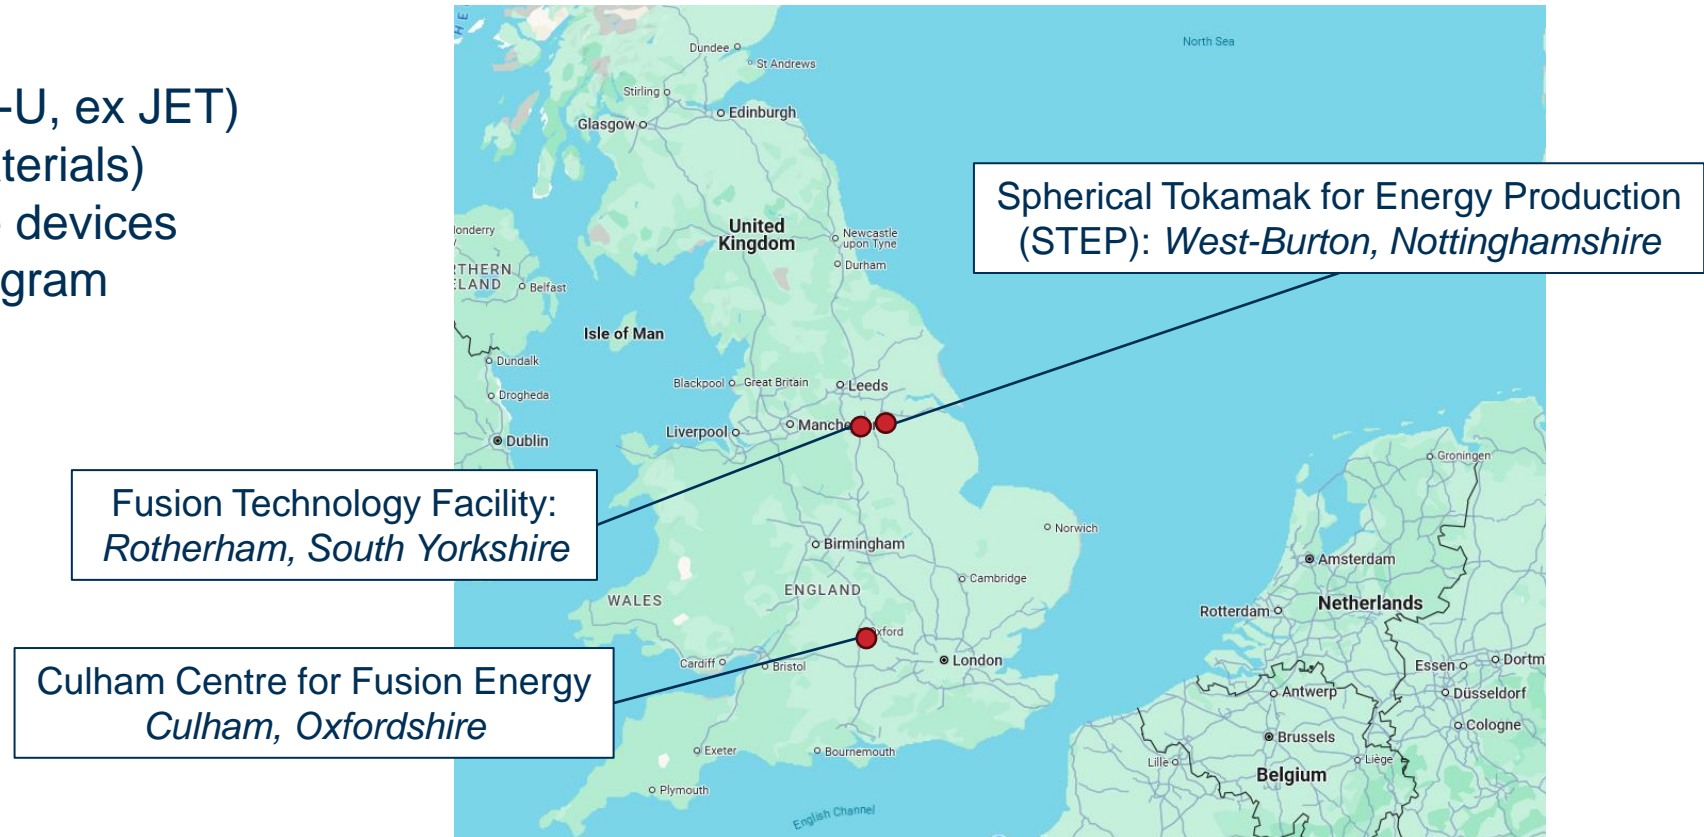 -U, ex JET)
terials)
devices
gram
Spherical Tokamak for Energy Production
(STEP): West-Burton, Nottinghamshire
Fusion Technology Facility:
Rotherham, South Yorkshire
Culham Centre for Fusion Energy
Culham, Oxfordshire
North Sea
Dundee
St Andrews
Stirling
Edinburgh
Glasgow
United
Kingdom
Newcastle
upon Tyne
Durham
onderry
THERN
ELAND
Belfast
Isle of Man
Dundalk
Blackpool
Great Britain
Leeds
Drogheda
Liverpool
Manche
Dublin
Groningen
Norwich
Birmingham
Amsterdam
Cambridge
ENGLAND
WALES
Rotterdam
Netherlands
xford
London
Cardiff
Bristol
Essen
Dortm
Antwerp
Düsseldorf
Cologne
Exeter
Bournemouth
Brussels
Lille
Liège
Belgium
Plymouth
English Channel